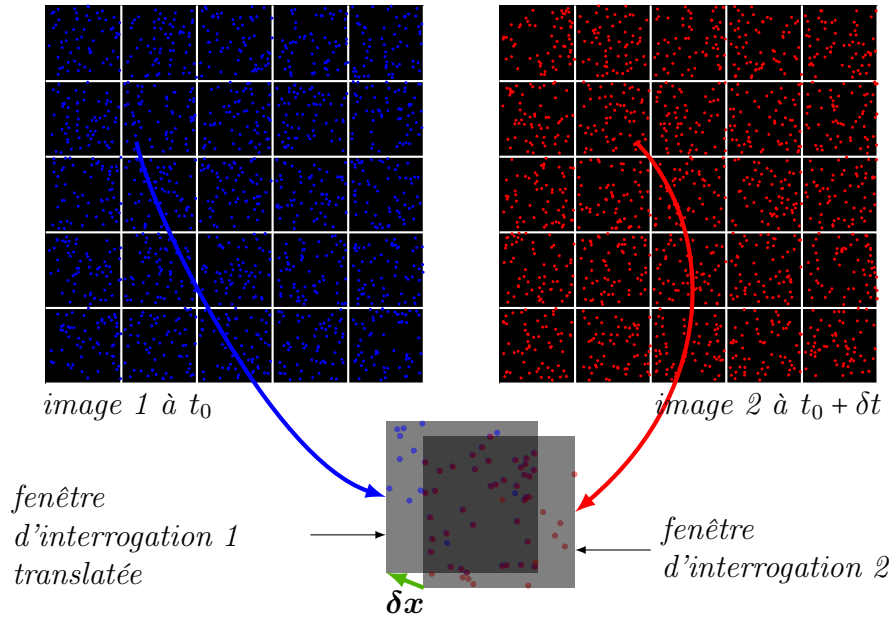 image 1 à t₀
image 2 à t₀ + δt
fenêtre
d'interrogation 1
translatée
fenêtre
d'interrogation 2
δx